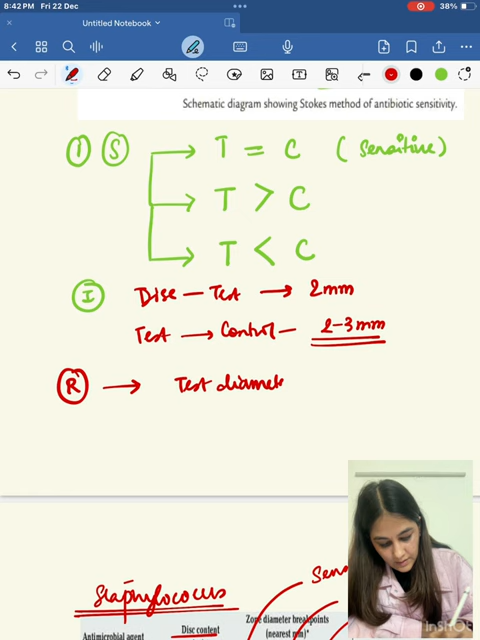 8:42 PM Fri 22 Dec
38%
Untitled Notebook
Schematic diagram showing Stokes method of antibiotic sensitivity.
1 S T = C (Sensitive)
T > C
T < C
I Disc — Test → 2mm
Test → Control — 2-3mm
R → Test diamete
Staphylococcus
Sens
Antimicrobial agent Disc content Zone diameter breakpoints
(nearest mm)*
InShot